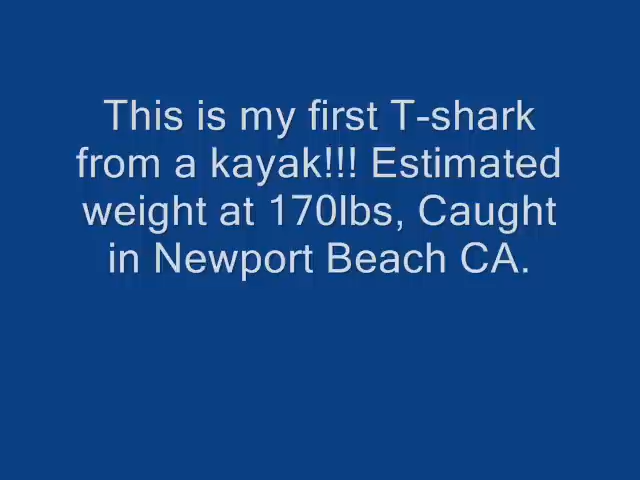 This is my first T-shark
from a kayak!!! Estimated
weight at 170lbs, Caught
in Newport Beach CA.